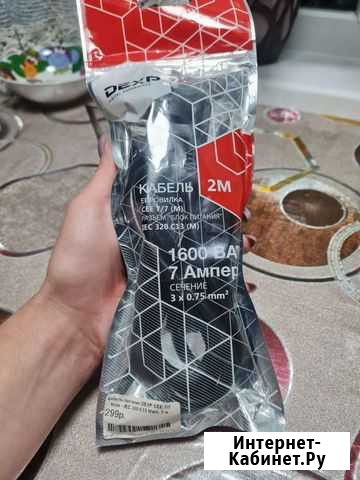 DEXP
КАБЕЛЬ 2М
ЕВРОВИЛКА
CEE 7/7 (M)
РАЗЪЕМ "БЛОК ПИТАНИЯ"
IEC 320 C13 (M)
1600 ВАТ
7 Ампер
СЕЧЕНИЕ
3 x 0.75 mm²
299р.
Интернет-
Кабинет.Ру